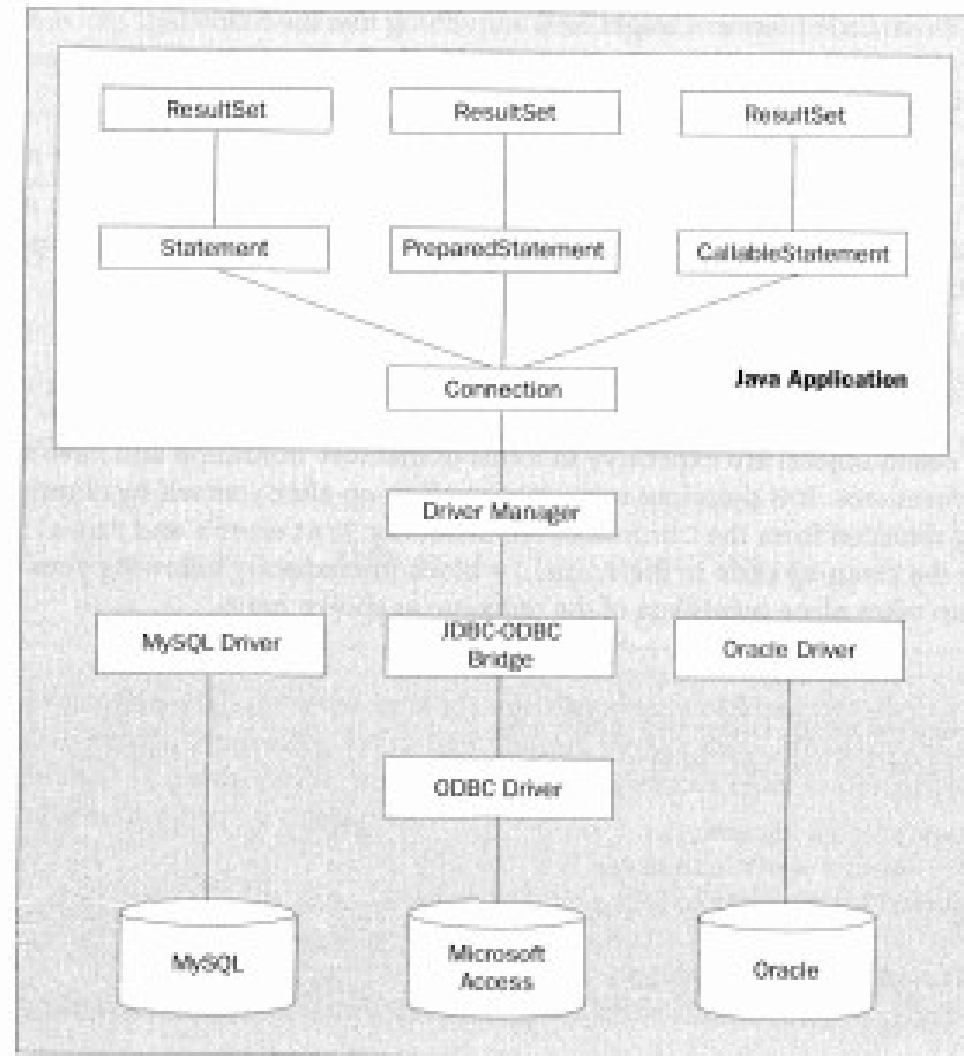 ResultSet
ResultSet
ResultSet
Statement
PreparedStatement
CallableStatement
Connection
Java Application
Driver Manager
MySQL Driver
JDBC-ODBC
Bridge
Oracle Driver
ODBC Driver
MySQL
Microsoft
Access
Oracle